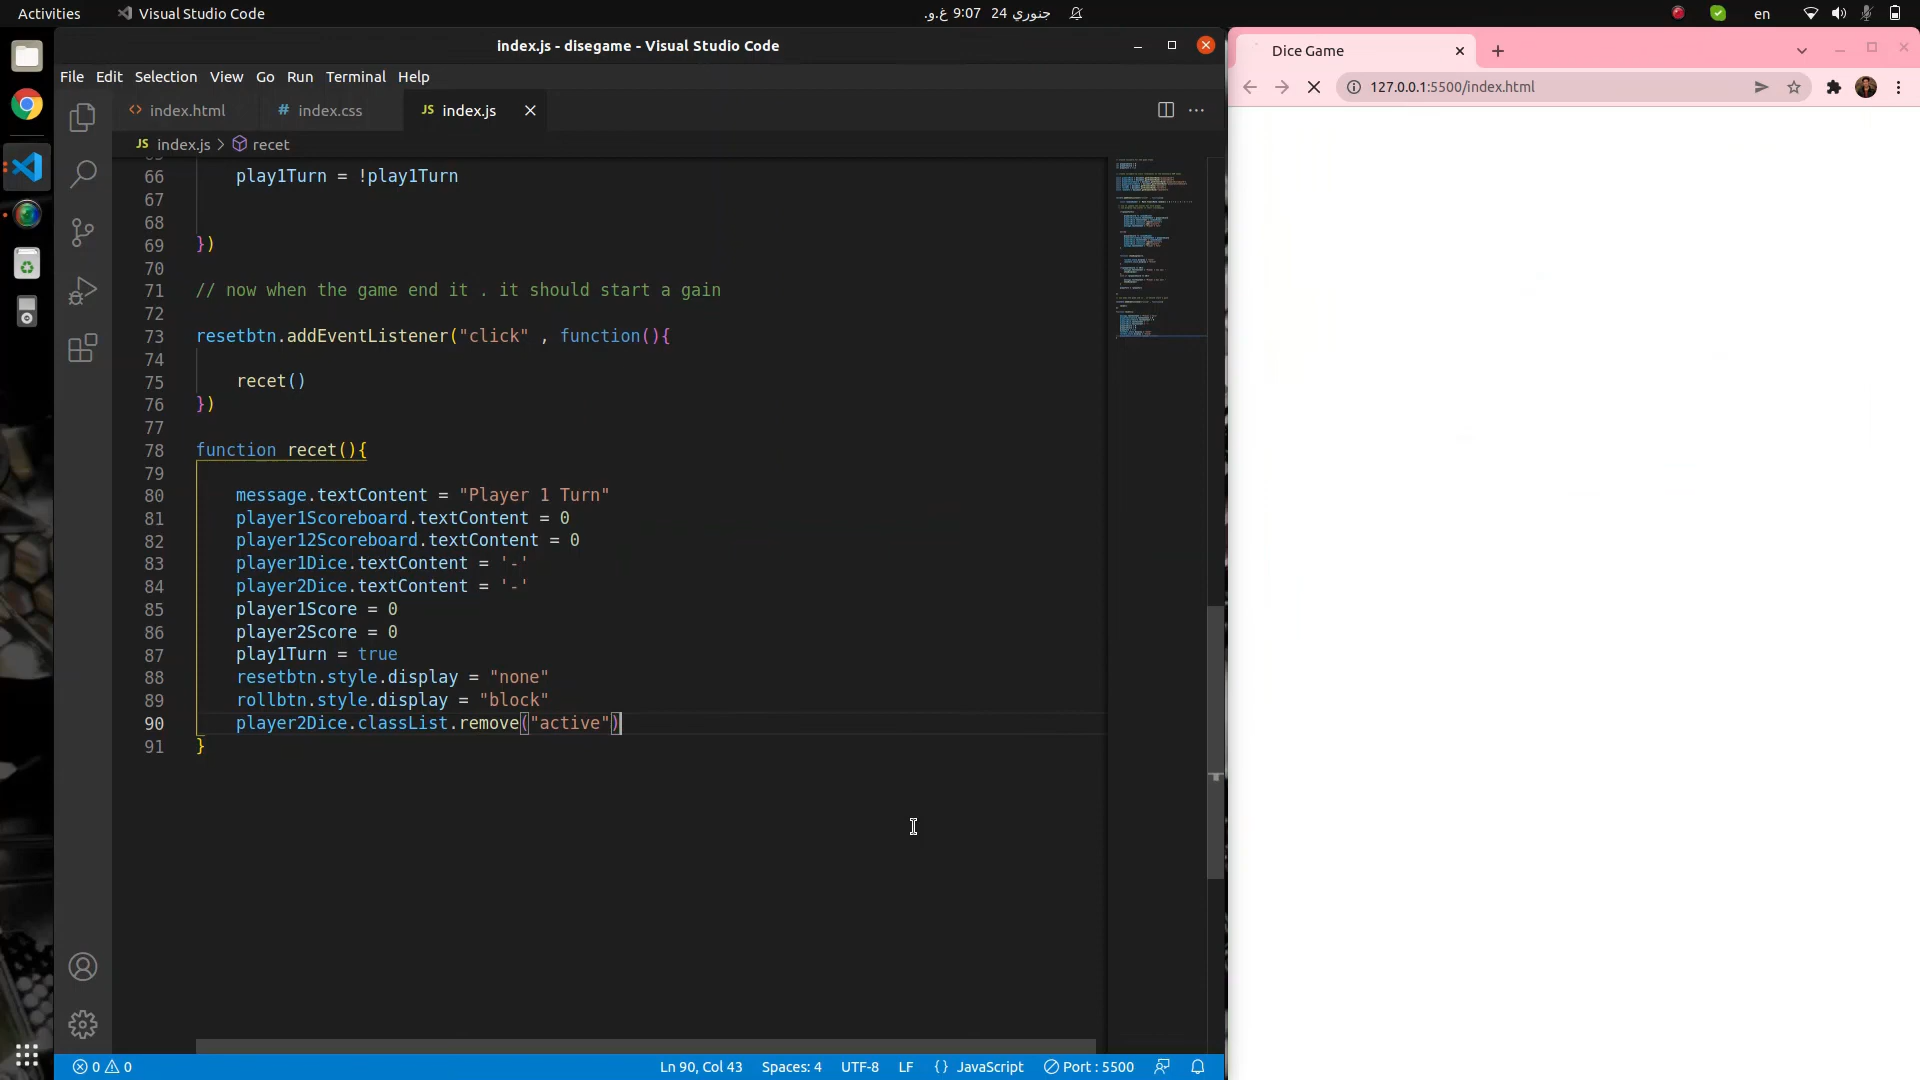 Activities
Visual Studio Code
جنوري 24 9:07 غ.و.
en
index.js - disegame - Visual Studio Code
File Edit Selection View Go Run Terminal Help
index.html
# index.css
JS index.js
JS index.js > recet
66 play1Turn = !play1Turn
67
68
69 })
70
71 // now when the game end it . it should start a gain
72
73 resetbtn.addEventListener("click" , function(){
74
75 recet()
76 })
77
78 function recet(){
79
80 message.textContent = "Player 1 Turn"
81 player1Scoreboard.textContent = 0
82 player12Scoreboard.textContent = 0
83 player1Dice.textContent = '-'
84 player2Dice.textContent = '-'
85 player1Score = 0
86 player2Score = 0
87 play1Turn = true
88 resetbtn.style.display = "none"
89 rollbtn.style.display = "block"
90 player2Dice.classList.remove("active")
91 }
0 0
Ln 90, Col 43
Spaces: 4
UTF-8
LF
{} JavaScript
Port : 5500
Dice Game
127.0.0.1:5500/index.html